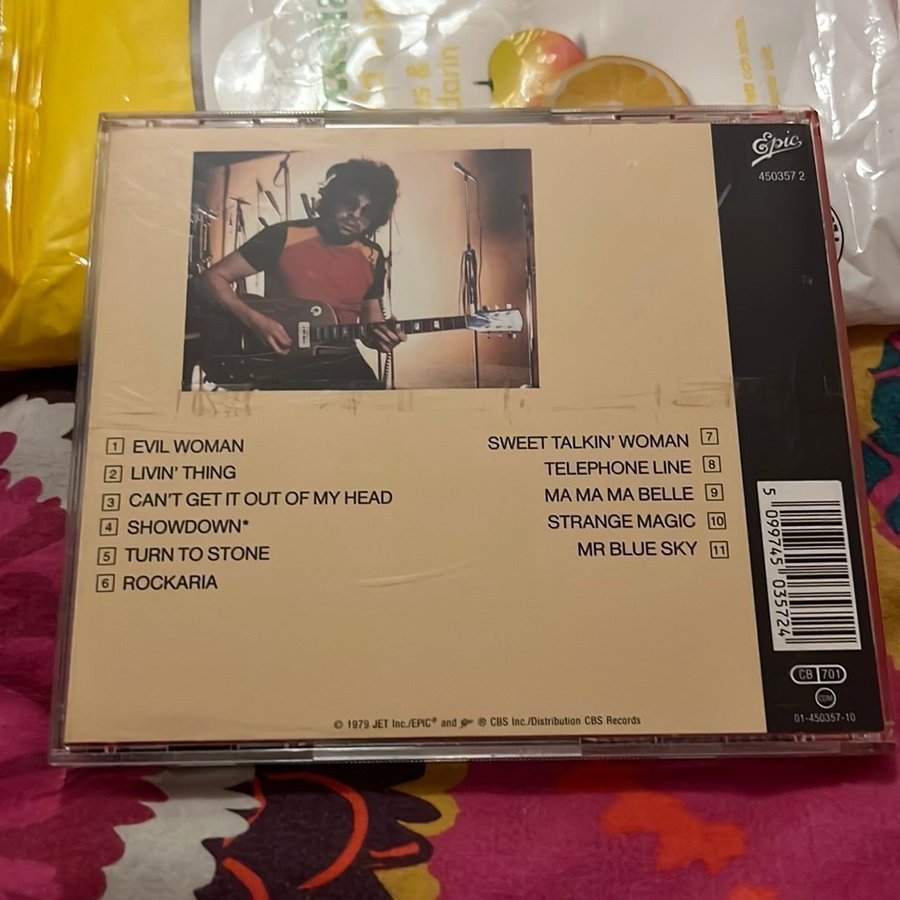 Epic
450357 2
1 EVIL WOMAN
2 LIVIN' THING
3 CAN'T GET IT OUT OF MY HEAD
4 SHOWDOWN*
5 TURN TO STONE
6 ROCKARIA
SWEET TALKIN' WOMAN 7
TELEPHONE LINE 8
MA MA MA BELLE 9
STRANGE MAGIC 10
MR BLUE SKY 11
5 099745 035724
CB 701
01-450357-10
© 1979 JET Inc./EPIC® and ® CBS Inc./Distribution CBS Records